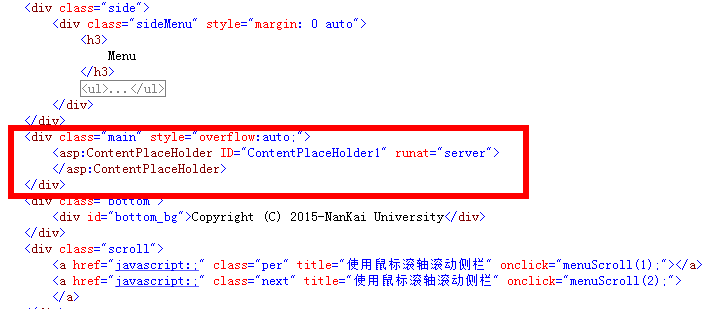 <div class="side">
<div class="sideMenu" style="margin: 0 auto">
<h3>
Menu
</h3>
<ul>...</ul>
</div>
</div>
<div class="main" style="overflow:auto;">
<asp:ContentPlaceHolder ID="ContentPlaceHolder1" runat="server">
</asp:ContentPlaceHolder>
</div>
<div class="bottom">
<div id="bottom_bg">Copyright (C) 2015-NanKai University</div>
</div>
<div class="scroll">
<a href="javascript:;" class="per" title="使用鼠标滚轴滚动侧栏" onclick="menuScroll(1);"></a>
<a href="javascript:;" class="next" title="使用鼠标滚轴滚动侧栏" onclick="menuScroll(2);">
</a>